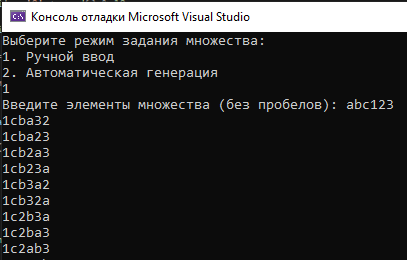 Консоль отладки Microsoft Visual Studio
Выберите режим задания множества:
1. Ручной ввод
2. Автоматическая генерация
1
Введите элементы множества (без пробелов): abc123
1cba32
1cba23
1cb2a3
1cb23a
1cb3a2
1cb32a
1c2b3a
1c2ba3
1c2ab3